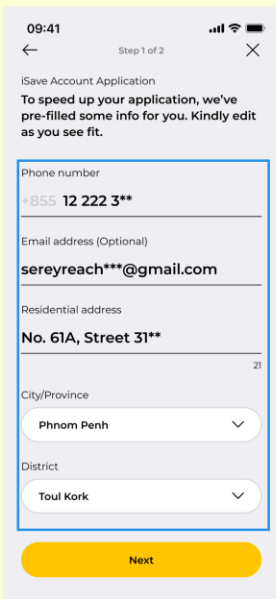 09:41
Step 1 of 2
iSave Account Application
To speed up your application, we’ve
pre-filled some info for you. Kindly edit
as you see fit.
Phone number
+855 12 222 3**
Email address (Optional)
sereyreach***@gmail.com
Residential address
No. 61A, Street 31**
21
City/Province
Phnom Penh
District
Toul Kork
Next